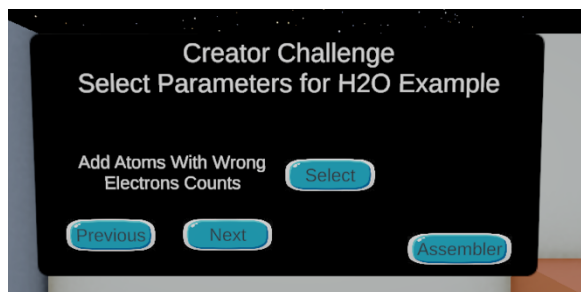 Creator Challenge
Select Parameters for H2O Example
Add Atoms With Wrong
Electrons Counts
Select
Previous
Next
Assembler